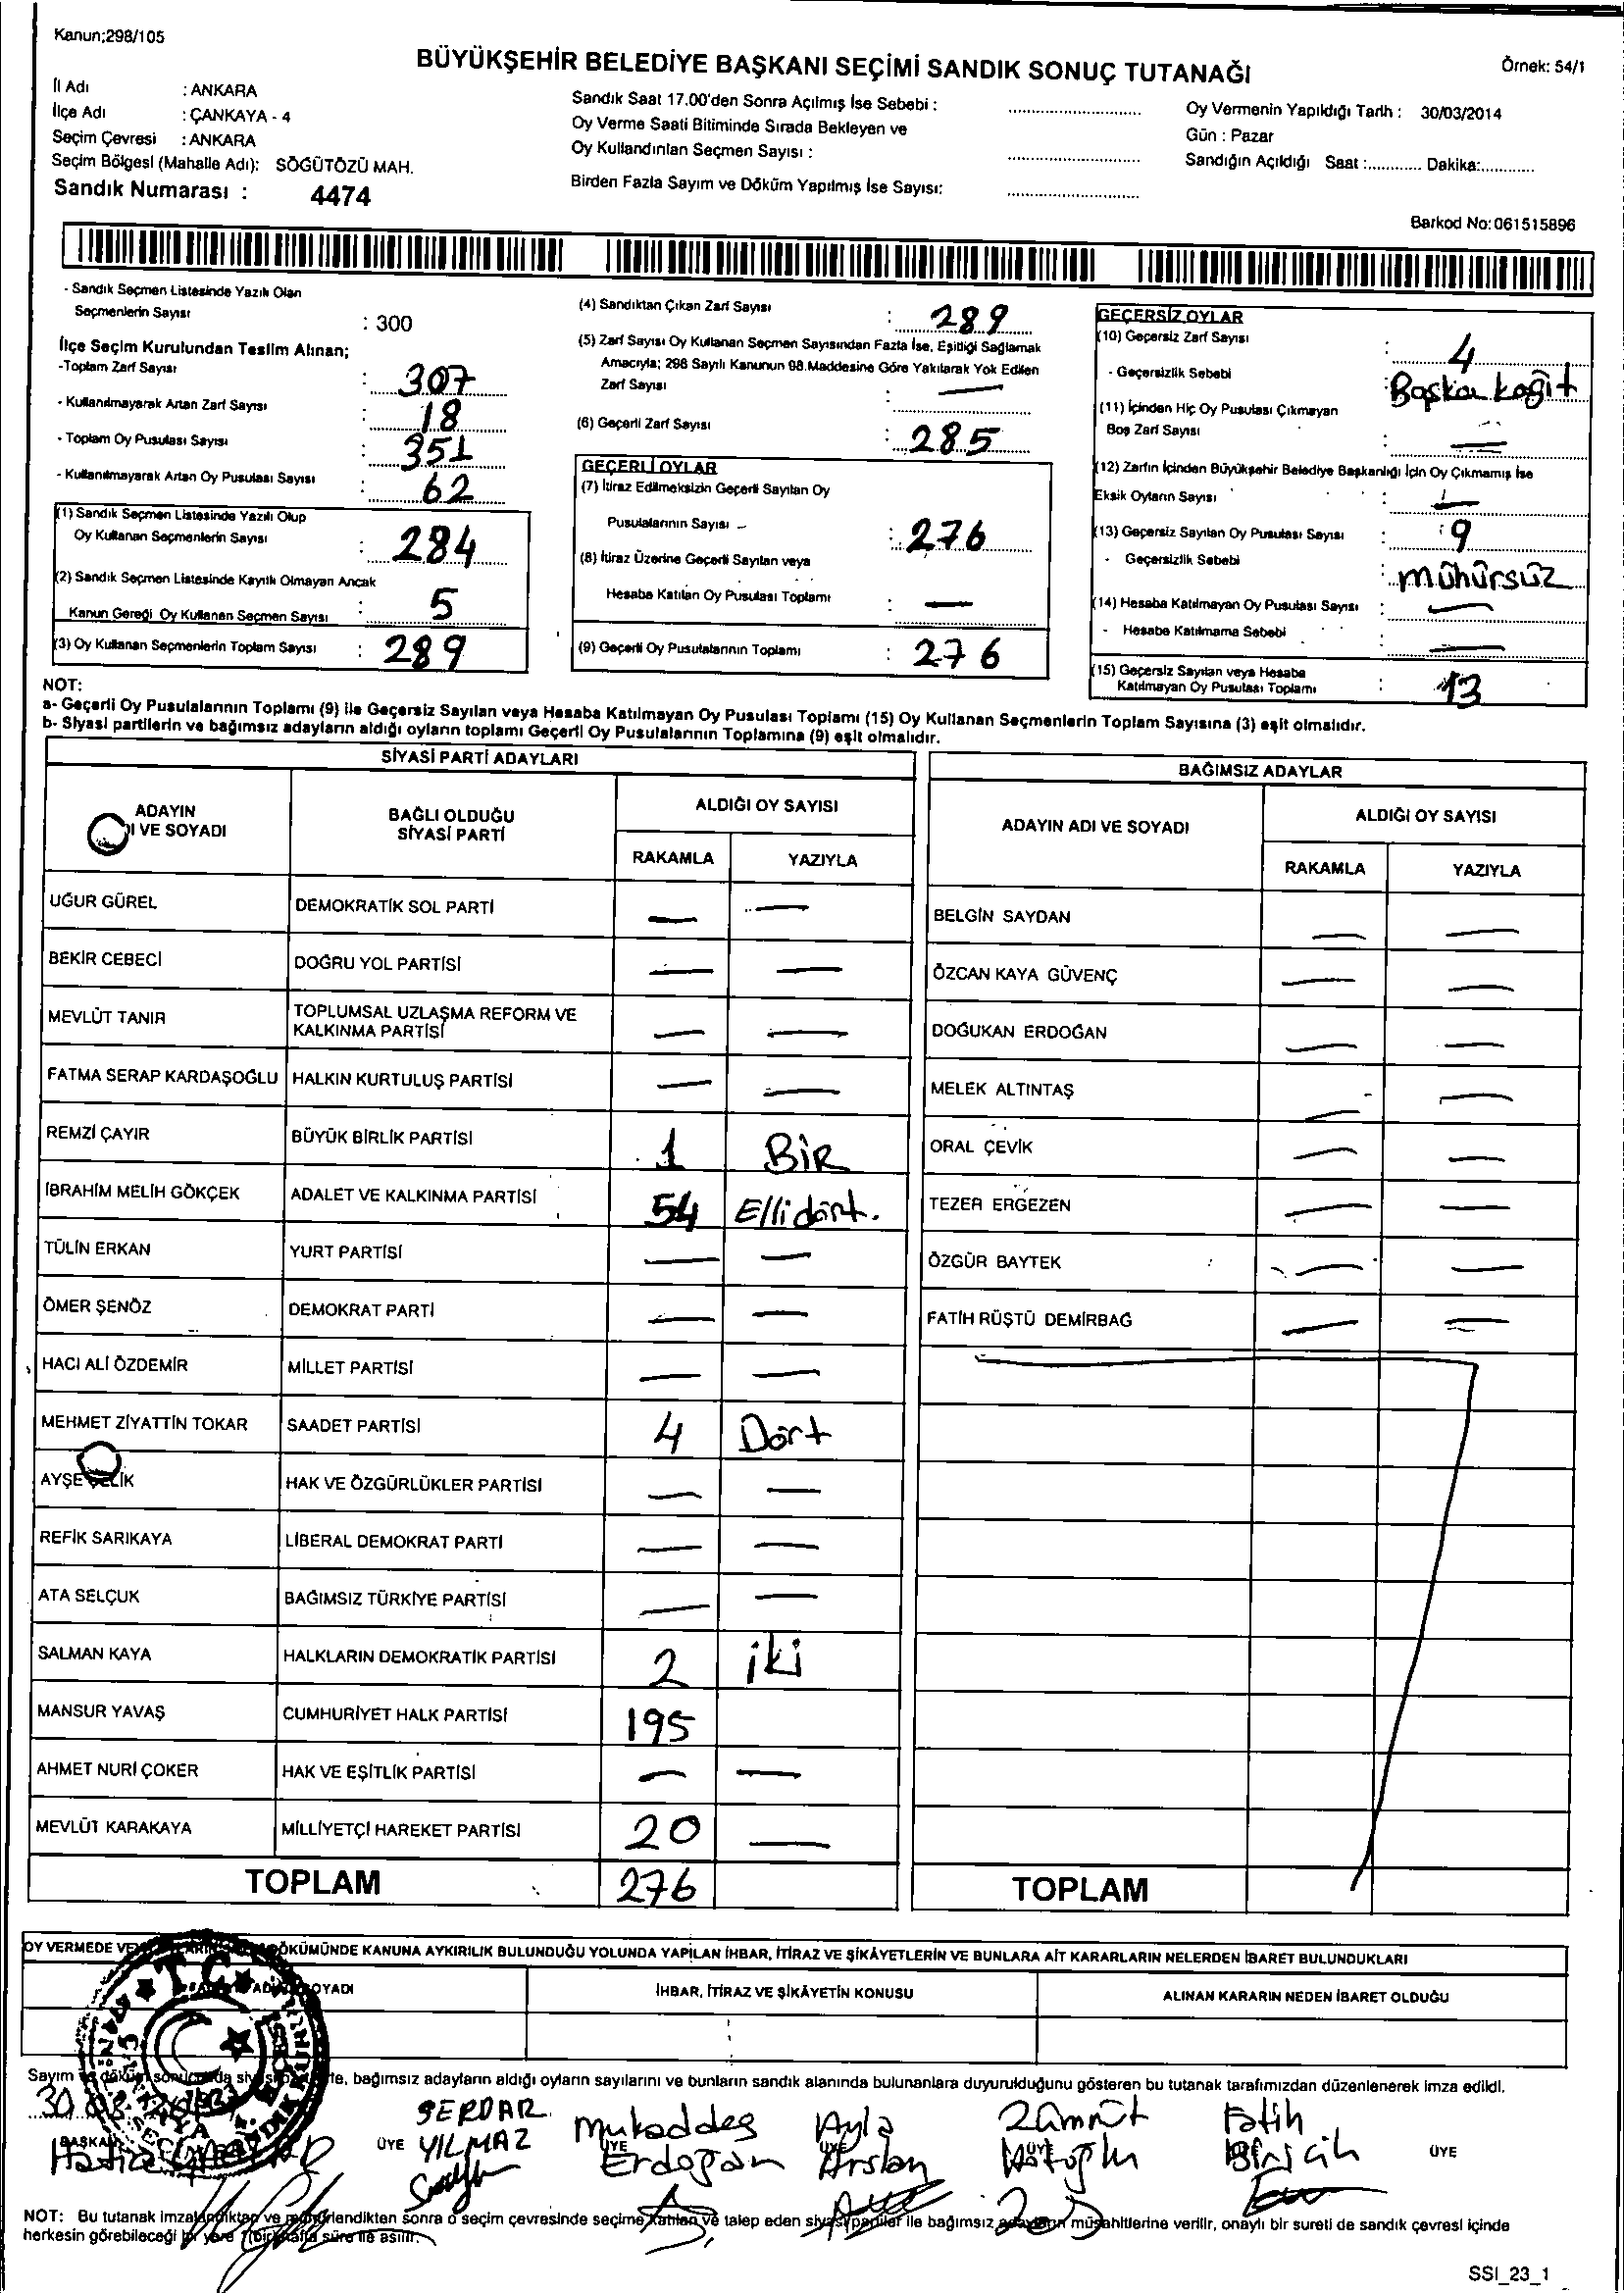 Kanun;298/105
BÜYÜKŞEHİR BELEDİYE BAŞKANI SEÇİMİ SANDIK SONUÇ TUTANAĞI
Örnek: 54/1
İl Adı : ANKARA
İlçe Adı : ÇANKAYA - 4
Seçim Çevresi : ANKARA
Seçim Bölgesi (Mahalle Adı): SÖĞÜTÖZÜ MAH.
Sandık Numarası : 4474
Sandık Saat 17.00'den Sonra Açılmış İse Sebebi :
Oy Verme Saati Bitiminde Sırada Bekleyen ve
Oy Kullandırılan Seçmen Sayısı :
Birden Fazla Sayım ve Döküm Yapılmış İse Sayısı:
Oy Vermenin Yapıldığı Tarih : 30/03/2014
Gün : Pazar
Sandığın Açıldığı Saat :............ Dakika:............
Barkod No:061515896
- Sandık Seçmen Listesinde Yazılı Olan
Seçmenlerin Sayısı : 300
İlçe Seçim Kurulundan Teslim Alınan;
-Toplam Zarf Sayısı : 307
- Kullanılmayarak Artan Zarf Sayısı : 18
- Toplam Oy Pusulası Sayısı : 351
- Kullanılmayarak Artan Oy Pusulası Sayısı : 62
(1) Sandık Seçmen Listesinde Yazılı Olup
Oy Kullanan Seçmenlerin Sayısı : 284
(2) Sandık Seçmen Listesinde Kayıtlı Olmayan Ancak
Kanun Gereği Oy Kullanan Seçmen Sayısı : 5
(3) Oy Kullanan Seçmenlerin Toplam Sayısı : 289
(4) Sandıktan Çıkan Zarf Sayısı : 289
(5) Zarf Sayısı Oy Kullanan Seçmen Sayısından Fazla İse, Eşitliği Sağlamak
Amacıyla; 298 Sayılı Kanunun 98.Maddesine Göre Yakılarak Yok Edilen
Zarf Sayısı : —
(6) Geçerli Zarf Sayısı : 285
GEÇERLİ OYLAR
(7) İtiraz Edilmeksizin Geçerli Sayılan Oy
Pusulalarının Sayısı : 276
(8) İtiraz Üzerine Geçerli Sayılan veya
Hesaba Katılan Oy Pusulası Toplamı : —
(9) Geçerli Oy Pusulalarının Toplamı : 276
GEÇERSİZ OYLAR
(10) Geçersiz Zarf Sayısı : 4
- Geçersizlik Sebebi : Başka kağıt
(11) İçinden Hiç Oy Pusulası Çıkmayan
Boş Zarf Sayısı : —
(12) Zarfın İçinden Büyükşehir Belediye Başkanlığı İçin Oy Çıkmamış İse
Eksik Oyların Sayısı : —
(13) Geçersiz Sayılan Oy Pusulası Sayısı : 9
- Geçersizlik Sebebi : mühürsüz
(14) Hesaba Katılmayan Oy Pusulası Sayısı : —
- Hesaba Katılmama Sebebi : —
(15) Geçersiz Sayılan veya Hesaba
Katılmayan Oy Pusulası Toplamı : 13
NOT:
a- Geçerli Oy Pusulalarının Toplamı (9) ile Geçersiz Sayılan veya Hesaba Katılmayan Oy Pusulası Toplamı (15) Oy Kullanan Seçmenlerin Toplam Sayısına (3) eşit olmalıdır.
b- Siyasi partilerin ve bağımsız adayların aldığı oyların toplamı Geçerli Oy Pusulalarının Toplamına (9) eşit olmalıdır.
SİYASİ PARTİ ADAYLARI
ADAYIN
VE SOYADI
BAĞLI OLDUĞU
SİYASİ PARTİ
ALDIĞI OY SAYISI
RAKAMLA YAZIYLA
UĞUR GÜREL DEMOKRATİK SOL PARTİ — —
BEKİR CEBECİ DOĞRU YOL PARTİSİ — —
MEVLÜT TANIR TOPLUMSAL UZLAŞMA REFORM VE
KALKINMA PARTİSİ — —
FATMA SERAP KARDAŞOĞLU HALKIN KURTULUŞ PARTİSİ — —
REMZİ ÇAYIR BÜYÜK BİRLİK PARTİSİ 1 BİR
İBRAHİM MELİH GÖKÇEK ADALET VE KALKINMA PARTİSİ 54 Ellidört.
TÜLİN ERKAN YURT PARTİSİ — —
ÖMER ŞENÖZ DEMOKRAT PARTİ — —
HACI ALİ ÖZDEMİR MİLLET PARTİSİ — —
MEHMET ZİYATTİN TOKAR SAADET PARTİSİ 4 Dört
AYŞE ÇELİK HAK VE ÖZGÜRLÜKLER PARTİSİ — —
REFİK SARIKAYA LİBERAL DEMOKRAT PARTİ — —
ATA SELÇUK BAĞIMSIZ TÜRKİYE PARTİSİ — —
SALMAN KAYA HALKLARIN DEMOKRATİK PARTİSİ 2 iki
MANSUR YAVAŞ CUMHURİYET HALK PARTİSİ 195
AHMET NURİ ÇOKER HAK VE EŞİTLİK PARTİSİ — —
MEVLÜT KARAKAYA MİLLİYETÇİ HAREKET PARTİSİ 20 —
TOPLAM 276
BAĞIMSIZ ADAYLAR
ADAYIN ADI VE SOYADI
ALDIĞI OY SAYISI
RAKAMLA YAZIYLA
BELGİN SAYDAN — —
ÖZCAN KAYA GÜVENÇ — —
DOĞUKAN ERDOĞAN — —
MELEK ALTINTAŞ — —
ORAL ÇEVİK — —
TEZER ERGEZEN — —
ÖZGÜR BAYTEK — —
FATİH RÜŞTÜ DEMİRBAĞ — —
TOPLAM
OY VERMEDE VE DÖKÜMÜNDE KANUNA AYKIRILIK BULUNDUĞU YOLUNDA YAPILAN İHBAR, İTİRAZ VE ŞİKÂYETLERİN VE BUNLARA AİT KARARLARIN NELERDEN İBARET BULUNDUKLARI
SOYADI
İHBAR, İTİRAZ VE ŞİKÂYETİN KONUSU
ALINAN KARARIN NEDEN İBARET OLDUĞU
Sayım bağımsız adayların aldığı oyların sayılarını ve bunların sandık alanında bulunanlara duyurulduğunu gösteren bu tutanak tarafımızdan düzenlenerek imza edildi.
BAŞKAN Hatice
ÜYE SERDAR YILMAZ
ÜYE Mukaddes Erdoğan
ÜYE Ayla Arslan
ÜYE Zümrüt
Fatih
ÜYE
NOT: Bu tutanak imzalandıktan ve mühürlendikten sonra o seçim çevresinde seçime katılan ve talep eden siyasi partiler ile bağımsız adayların müşahitlerine verilir, onaylı bir sureti de sandık çevresi içinde
herkesin görebileceği bir yere 1(bir)hafta süre ile asılır.
SSI_23_1